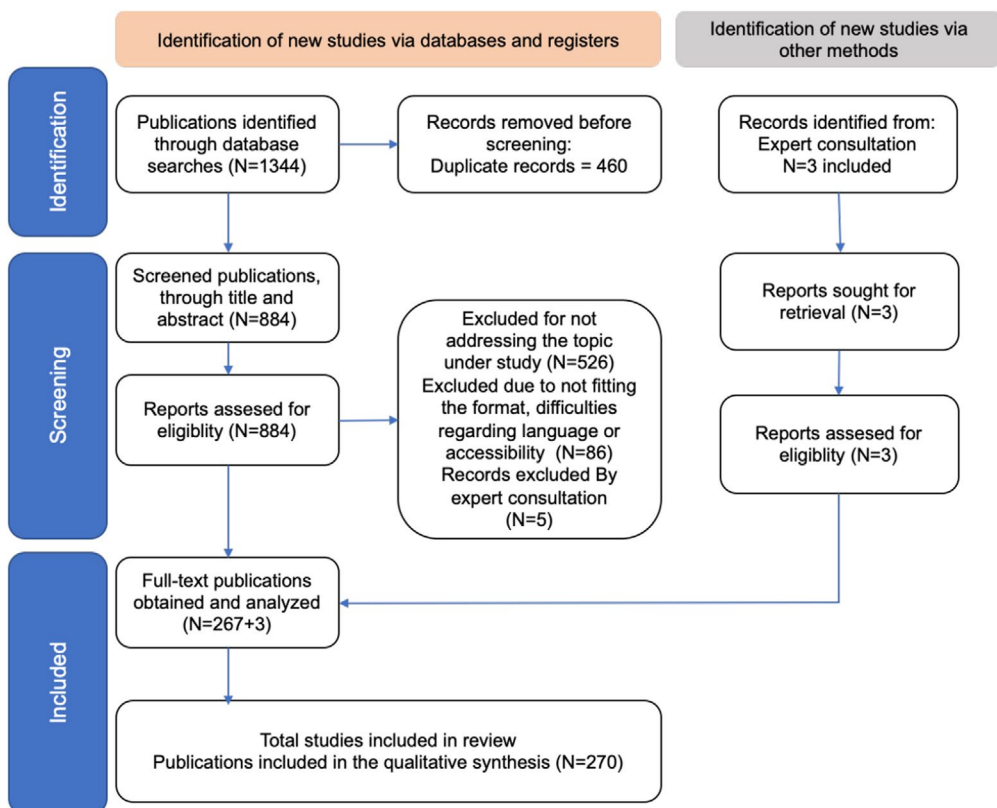 Identification of new studies via databases and registers
Identification of new studies via
other methods
Identification
Publications identified
through database
searches (N=1344)
Records removed before
screening:
Duplicate records = 460
Records identified from:
Expert consultation
N=3 included
Screening
Screened publications,
through title and
abstract (N=884)
Reports assesed for
eligiblity (N=884)
Excluded for not
addressing the topic
under study (N=526)
Excluded due to not fitting
the format, difficulties
regarding language or
accessibility (N=86)
Records excluded By
expert consultation
(N=5)
Reports sought for
retrieval (N=3)
Reports assesed for
eligiblity (N=3)
Included
Full-text publications
obtained and analyzed
(N=267+3)
Total studies included in review
Publications included in the qualitative synthesis (N=270)